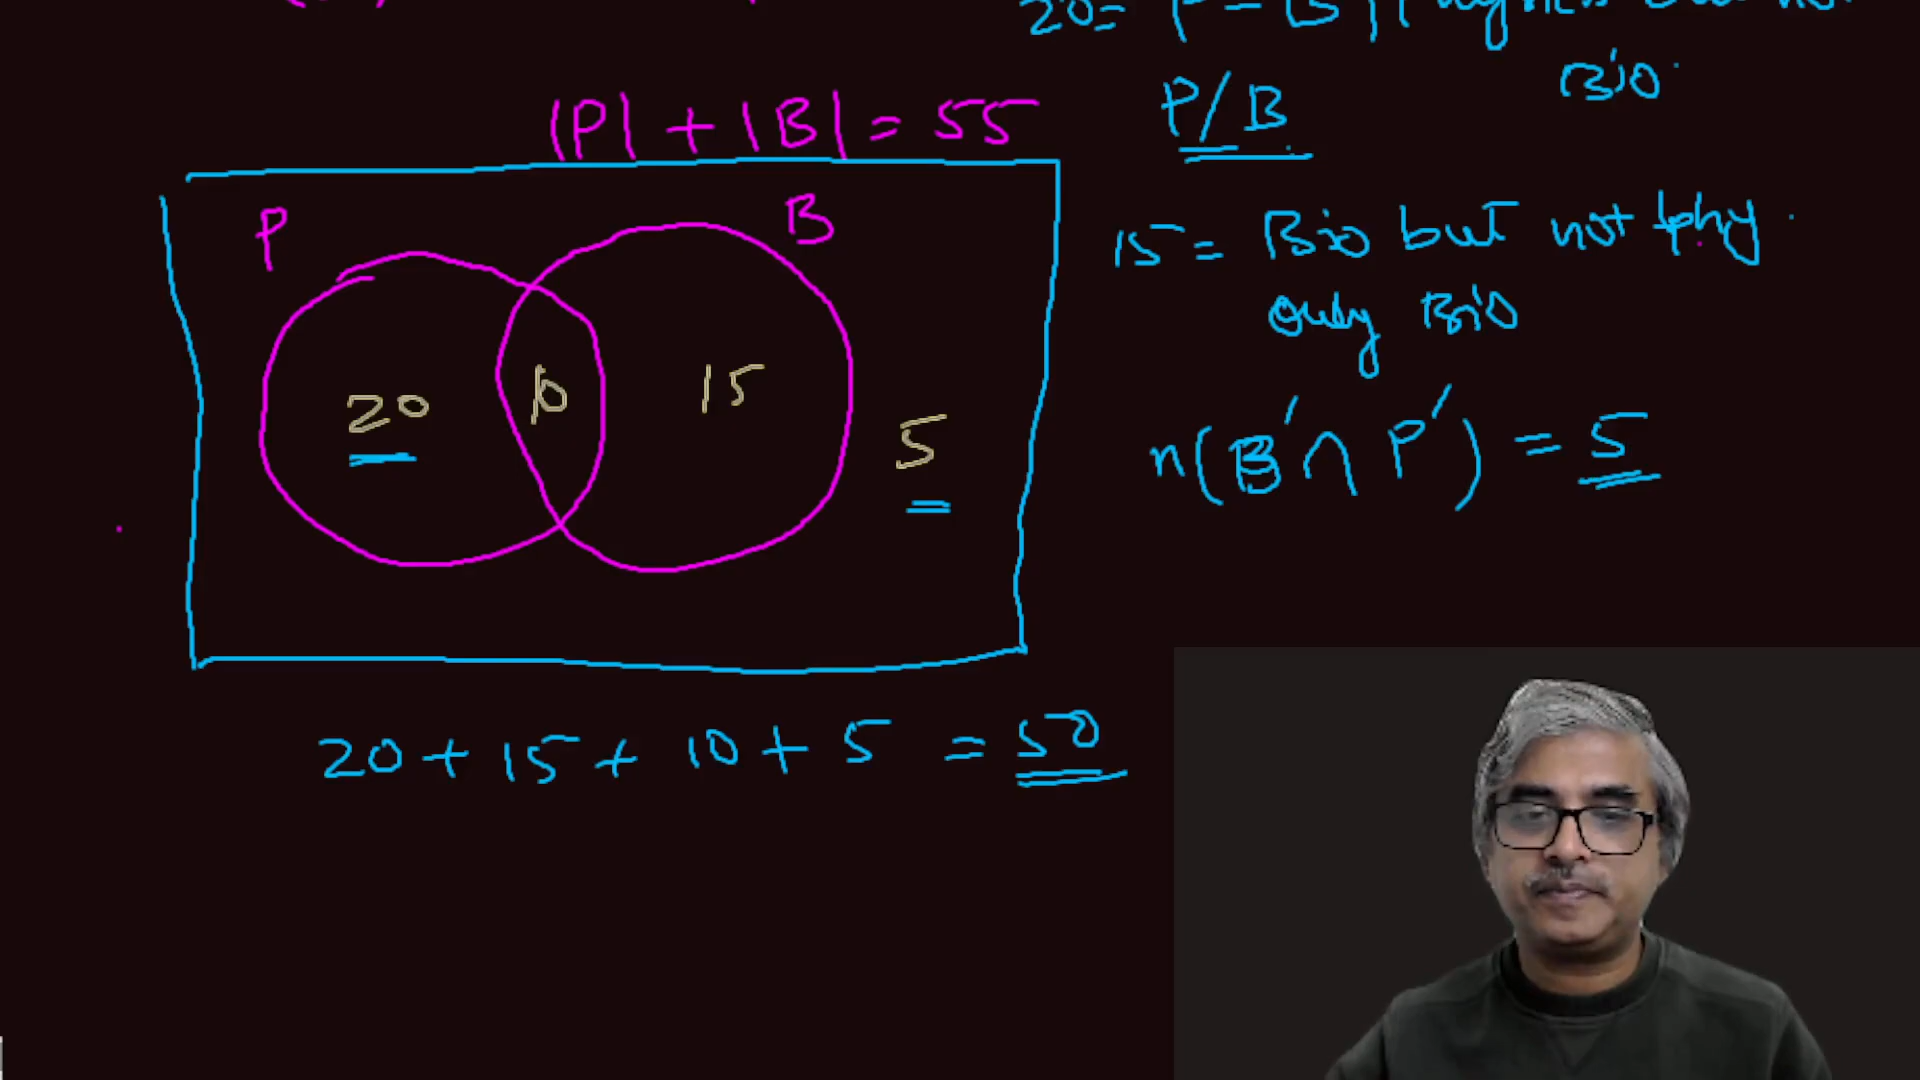 20=
Bio
|P| + |B| = 55
P/B
P
B
15 = Bio but not phy
only Bio
20
10
15
5
n(B′∩ P′) = 5
20 + 15 + 10 + 5 = 50